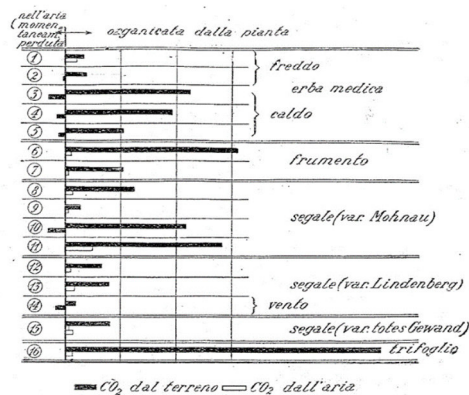 nell'aria
(momen
taneam.
perduta
organicata dalla pianta
1
freddo
2
erba medica
3
4
caldo
5
6
frumento
7
8
9
segale (var. Mohnau)
10
11
12
segale (var. Lindenberg)
13
14
vento
15
segale (var. totes Gewand)
16
trifoglio
CO₂ dal terreno
CO₂ dall'aria